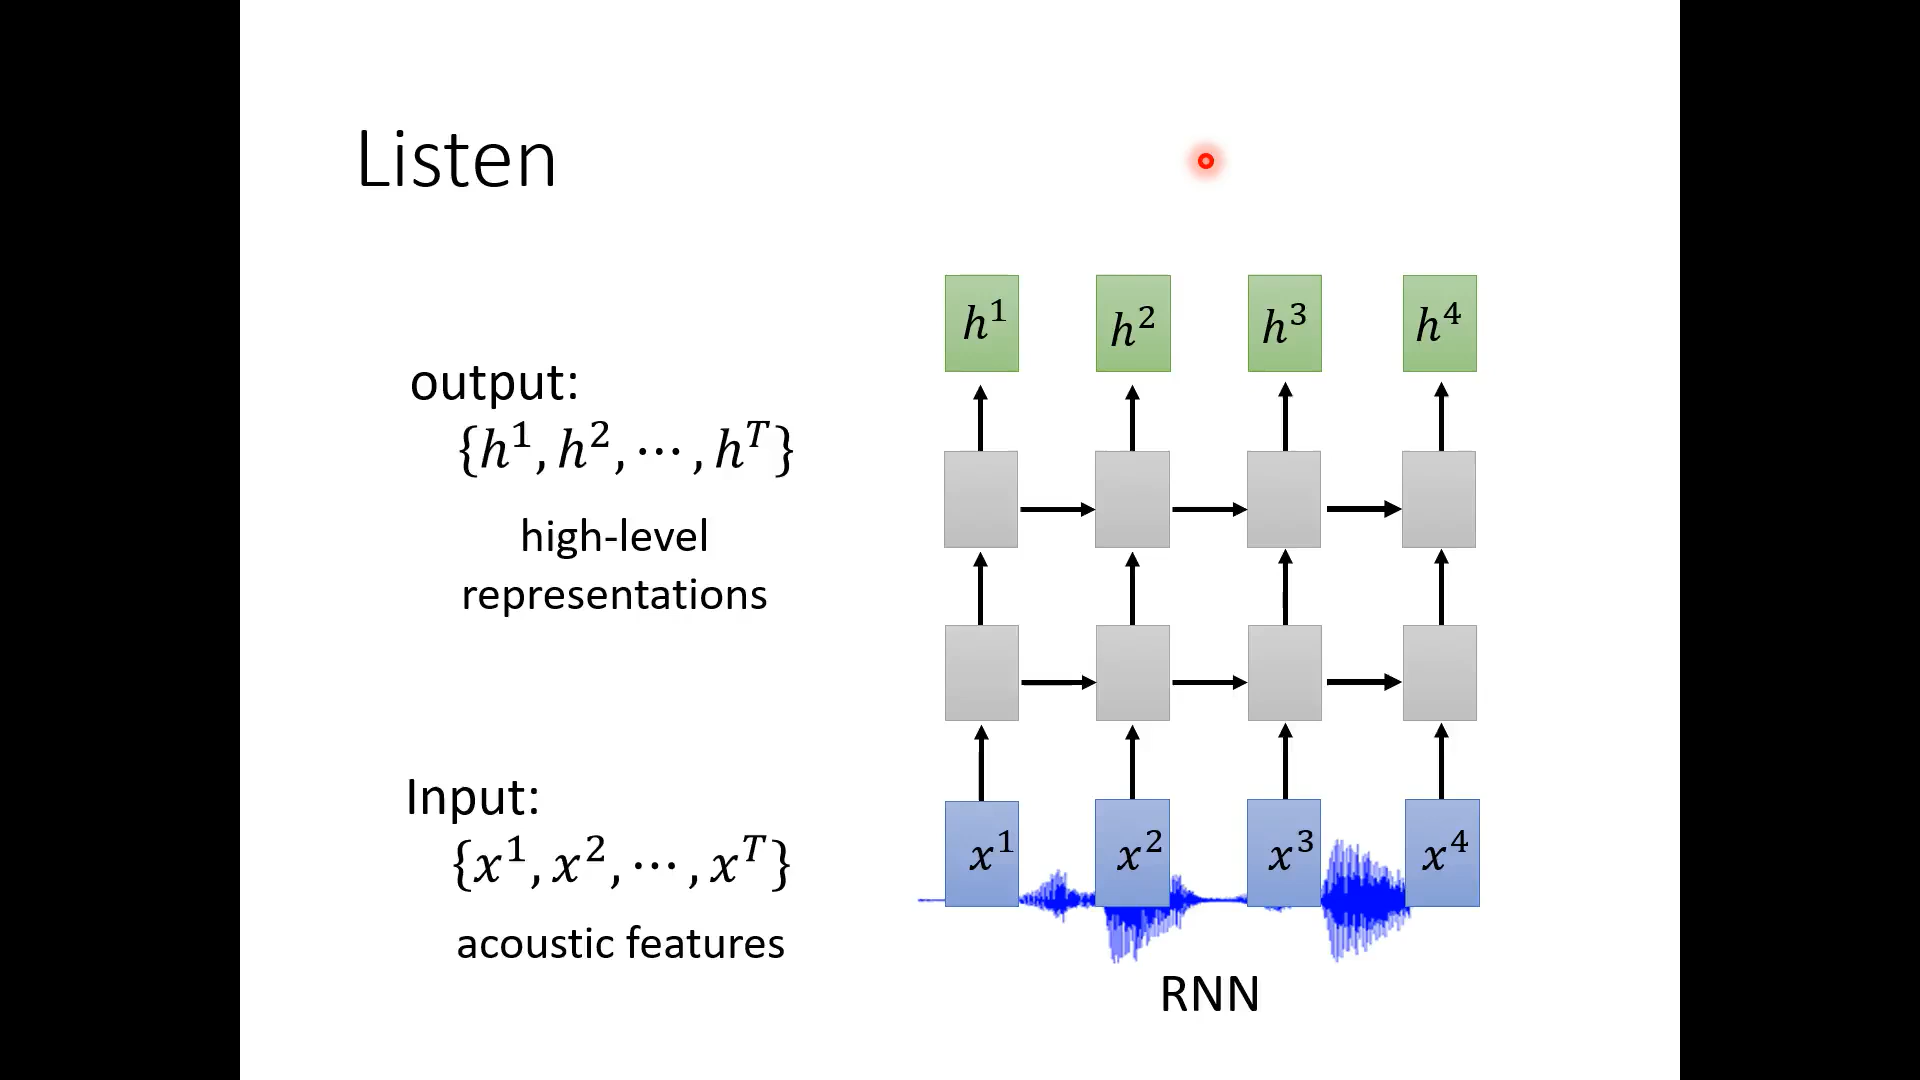 Listen
output:
{h¹, h², ⋯, hᵀ}
high-level
representations
Input:
{x¹, x², ⋯, xᵀ}
acoustic features
h¹ h² h³ h⁴
x¹ x² x³ x⁴
RNN